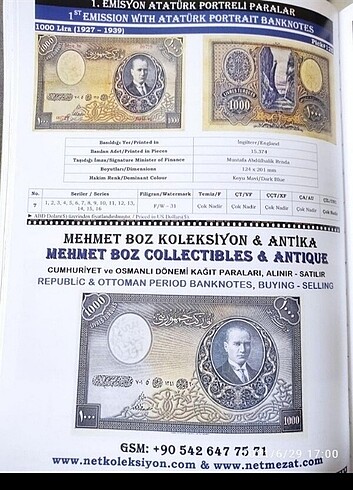 1. EMİSYON ATATÜRK PORTRELİ PARALAR
1ST EMISSION WITH ATATÜRK PORTRAIT BANKNOTES
1000 Lira (1927 - 1939)
Basıldığı Yer/Printed in İngiltere/England
Basılan Adet/Printed in Pieces 15.374
Taşıdığı İmza/Signature Minister of Finance Mustafa Abdülhalik Renda
Boyutları/Dimensions 124 x 201 mm
Hakim Renk/Dominant Colour Koyu Mavi/Dark Blue
No. Seriler / Series Filigran/Watermark Temiz/F ÇT/VF ÇÇT/XF ÇA/AU
7 1, 2, 3, 4, 5, 6, 7, 8, 9, 10, 11, 12, 13, 14, 15, 16 F/W - 31 Çok Nadir Çok Nadir Çok Nadir Çok Nadir
MEHMET BOZ KOLEKSİYON & ANTİKA
MEHMET BOZ COLLECTIBLES & ANTIQUE
CUMHURİYET ve OSMANLI DÖNEMİ KAĞIT PARALARI, ALINIR - SATILIR
REPUBLİC & OTTOMAN PERIOD BANKNOTES, BUYING - SELLING
1000
1000
GSM: +90 542 647 75 71
www.netkoleksiyon.com & www.netmezat.com